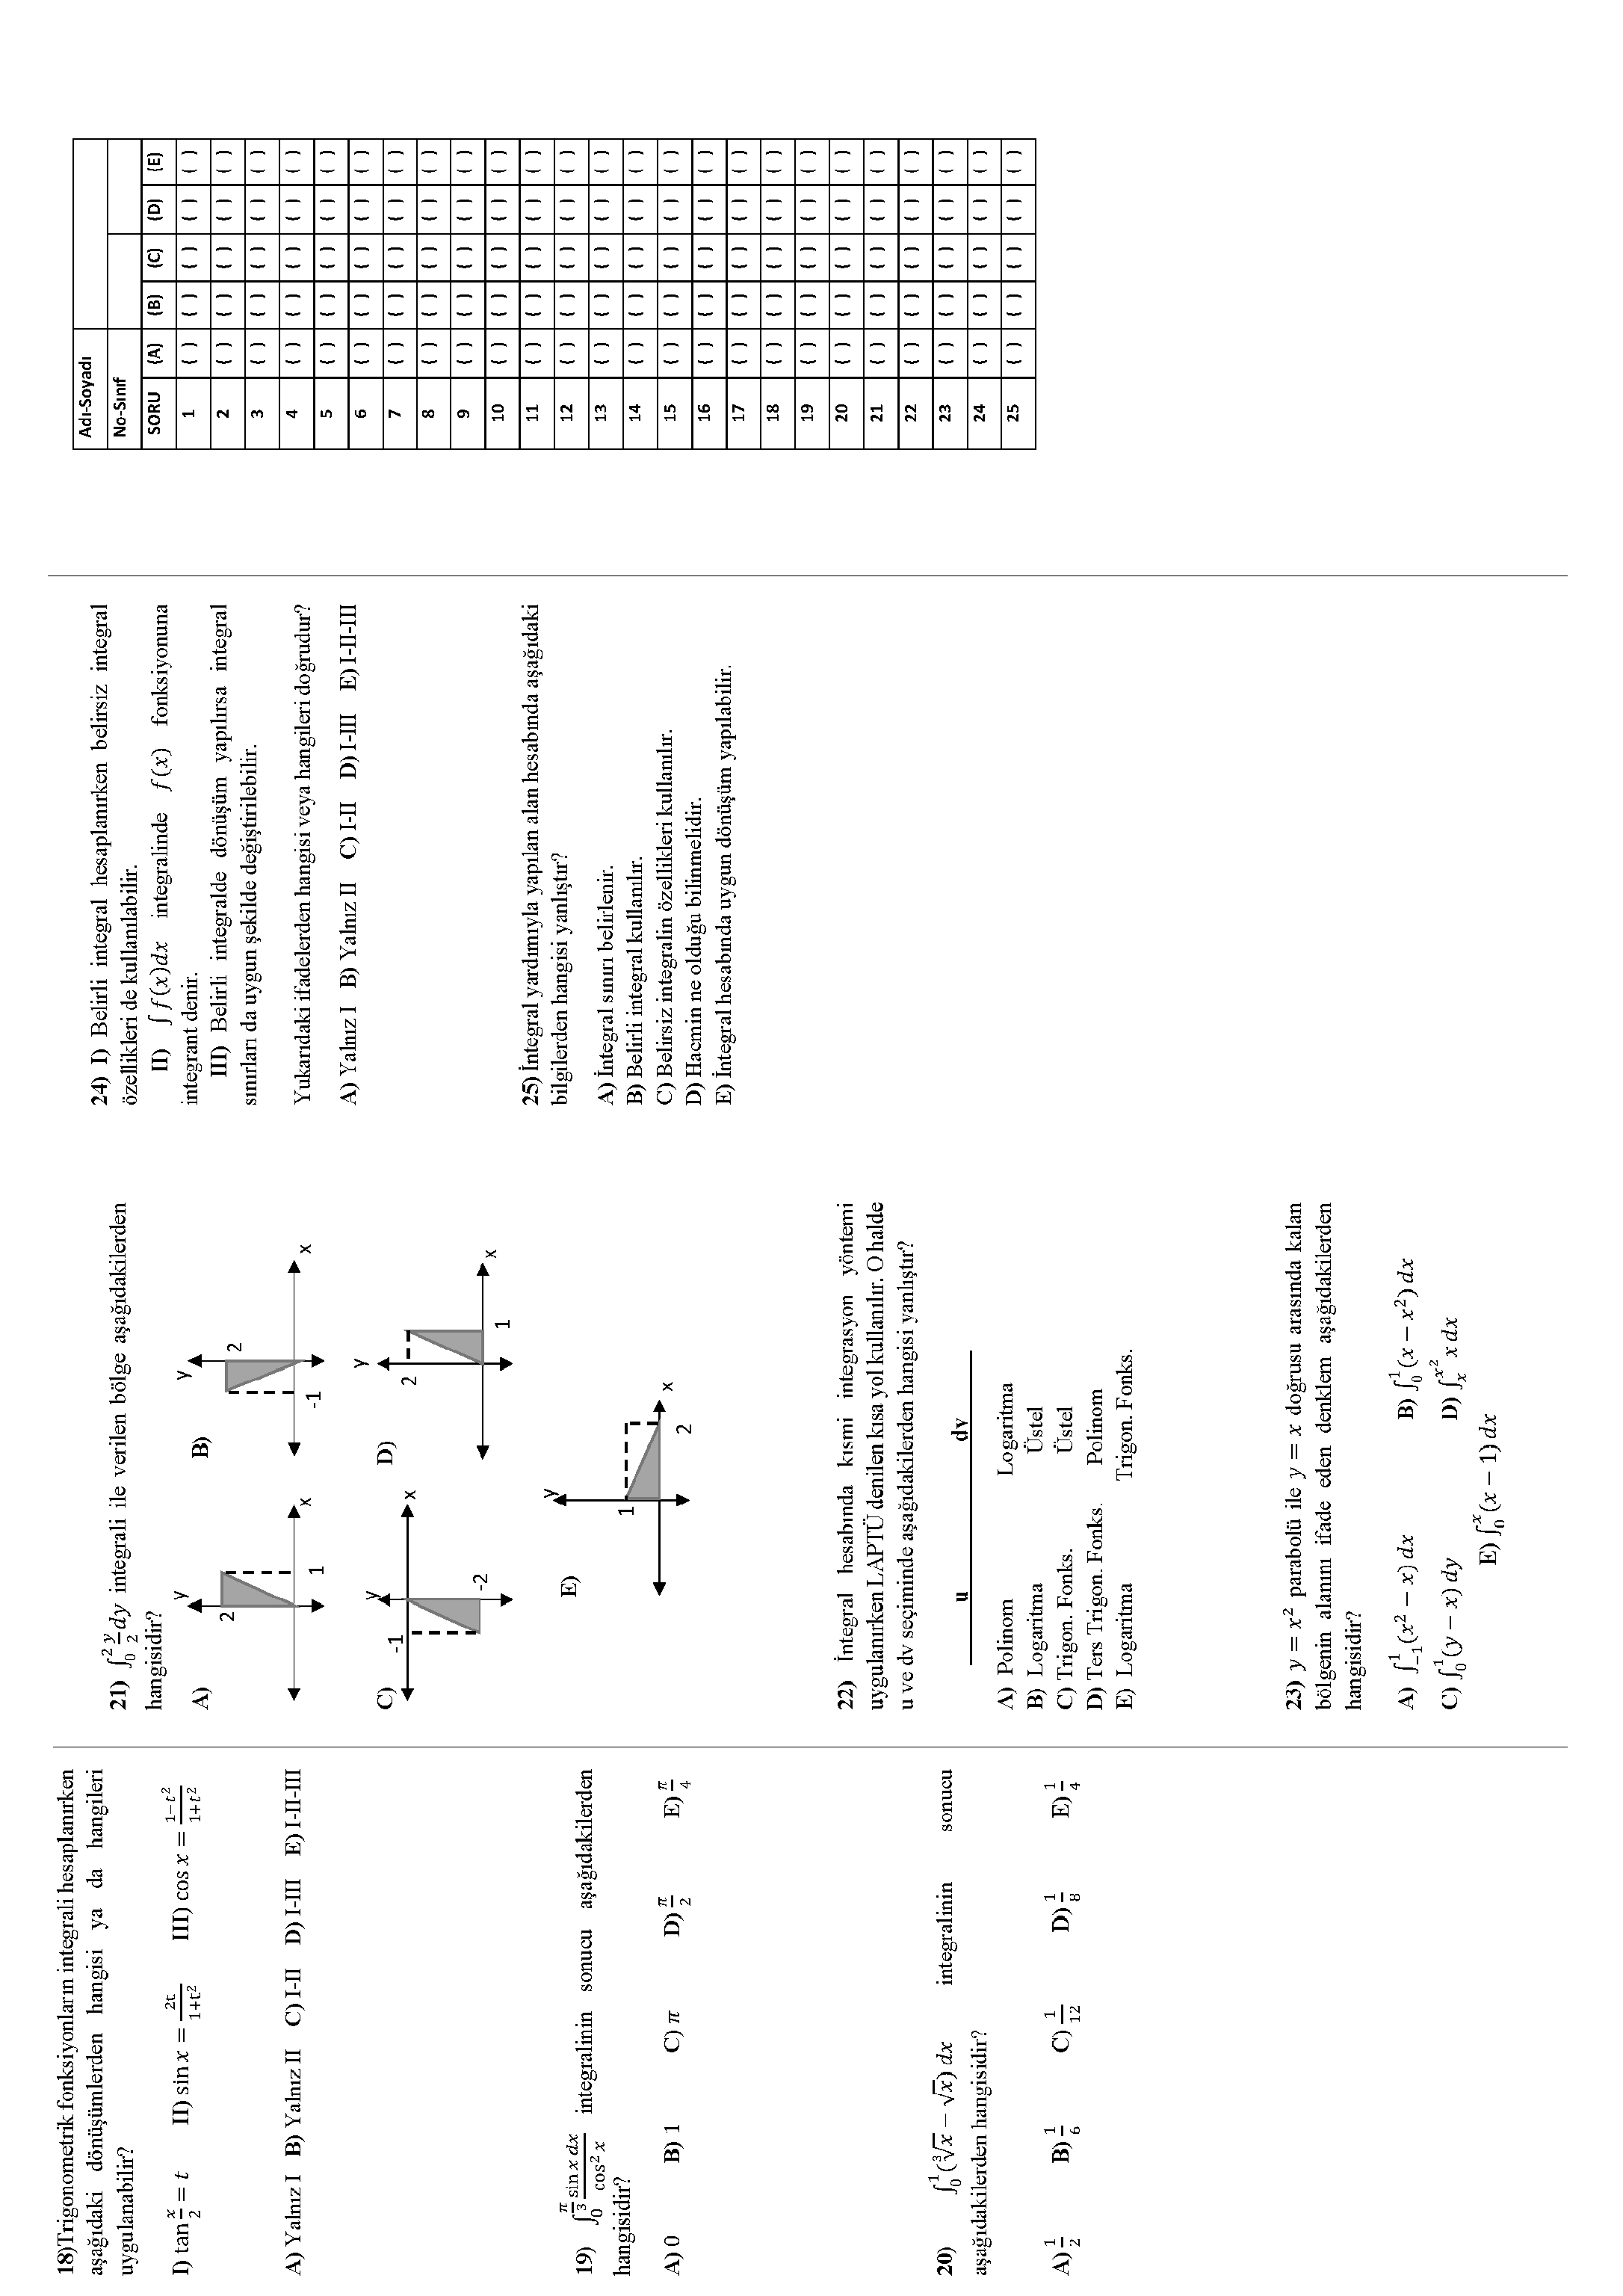 18)Trigonometrik fonksiyonların integrali hesaplanırken
aşağıdaki dönüşümlerden hangisi ya da hangileri
uygulanabilir?
I) tan x/2 = t II) sin x = 2t/(1+t²) III) cos x = (1−t²)/(1+t²)
A) Yalnız I B) Yalnız II C) I-II D) I-III E) I-II-III
19) ∫₀^(π/3) (sin x dx)/(cos² x) integralinin sonucu aşağıdakilerden
hangisidir?
A) 0 B) 1 C) π D) π/2 E) π/4
20) ∫₀¹(∛x − √x) dx integralinin sonucu
aşağıdakilerden hangisidir?
A) 1/2 B) 1/6 C) 1/12 D) 1/8 E) 1/4
21) ∫₀² y/2 dy integrali ile verilen bölge aşağıdakilerden
hangisidir?
A) y 2 1 x
B) y 2 -1 x
C) y -1 -2 x
D) y 2 1 x
E) y 1 2 x
22) İntegral hesabında kısmi integrasyon yöntemi
uygulanırken LAPTÜ denilen kısa yol kullanılır. O halde
u ve dv seçiminde aşağıdakilerden hangisi yanlıştır?
u dv
A) Polinom Logaritma
B) Logaritma Üstel
C) Trigon. Fonks. Üstel
D) Ters Trigon. Fonks. Polinom
E) Logaritma Trigon. Fonks.
23) y = x² parabolü ile y = x doğrusu arasında kalan
bölgenin alanını ifade eden denklem aşağıdakilerden
hangisidir?
A) ∫₋₁¹(x² − x) dx B) ∫₀¹(x − x²) dx
C) ∫₀¹(y − x) dy D) ∫ₓ^(x⁻²) x dx
E) ∫₀ˣ(x − 1) dx
24) I) Belirli integral hesaplanırken belirsiz integral
özellikleri de kullanılabilir.
II) ∫ f(x)dx integralinde f(x) fonksiyonuna
integrant denir.
III) Belirli integralde dönüşüm yapılırsa integral
sınırları da uygun şekilde değiştirilebilir.
Yukarıdaki ifadelerden hangisi veya hangileri doğrudur?
A) Yalnız I B) Yalnız II C) I-II D) I-III E) I-II-III
25) İntegral yardımıyla yapılan alan hesabında aşağıdaki
bilgilerden hangisi yanlıştır?
A) İntegral sınırı belirlenir.
B) Belirli integral kullanılır.
C) Belirsiz integralin özellikleri kullanılır.
D) Hacmin ne olduğu bilinmelidir.
E) İntegral hesabında uygun dönüşüm yapılabilir.
Adı-Soyadı
No-Sınıf
SORU (A) (B) (C) (D) (E)
1 ( ) ( ) ( ) ( ) ( )
2 ( ) ( ) ( ) ( ) ( )
3 ( ) ( ) ( ) ( ) ( )
4 ( ) ( ) ( ) ( ) ( )
5 ( ) ( ) ( ) ( ) ( )
6 ( ) ( ) ( ) ( ) ( )
7 ( ) ( ) ( ) ( ) ( )
8 ( ) ( ) ( ) ( ) ( )
9 ( ) ( ) ( ) ( ) ( )
10 ( ) ( ) ( ) ( ) ( )
11 ( ) ( ) ( ) ( ) ( )
12 ( ) ( ) ( ) ( ) ( )
13 ( ) ( ) ( ) ( ) ( )
14 ( ) ( ) ( ) ( ) ( )
15 ( ) ( ) ( ) ( ) ( )
16 ( ) ( ) ( ) ( ) ( )
17 ( ) ( ) ( ) ( ) ( )
18 ( ) ( ) ( ) ( ) ( )
19 ( ) ( ) ( ) ( ) ( )
20 ( ) ( ) ( ) ( ) ( )
21 ( ) ( ) ( ) ( ) ( )
22 ( ) ( ) ( ) ( ) ( )
23 ( ) ( ) ( ) ( ) ( )
24 ( ) ( ) ( ) ( ) ( )
25 ( ) ( ) ( ) ( ) ( )